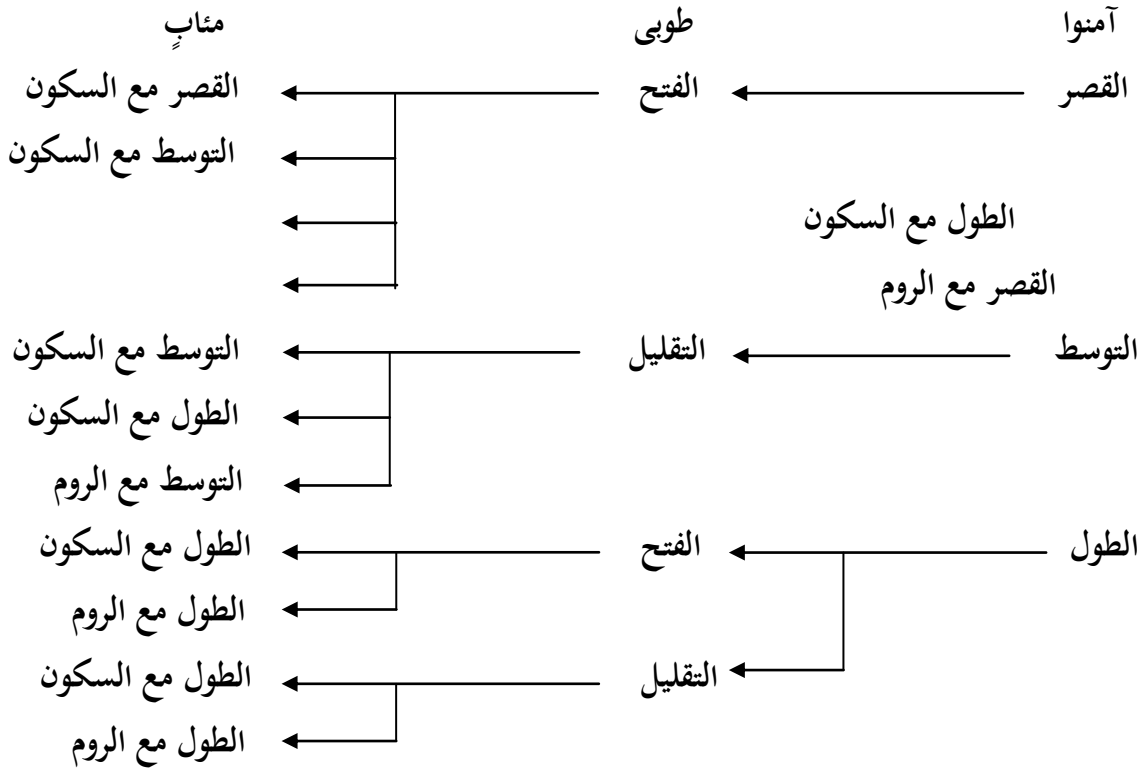 آمنوا طوبى مئابٍ
القصر الفتح القصر مع السكون
التوسط مع السكون
الطول مع السكون
القصر مع الروم
التوسط التقليل التوسط مع السكون
الطول مع السكون
التوسط مع الروم
الطول الفتح الطول مع السكون
الطول مع الروم
التقليل الطول مع السكون
الطول مع الروم